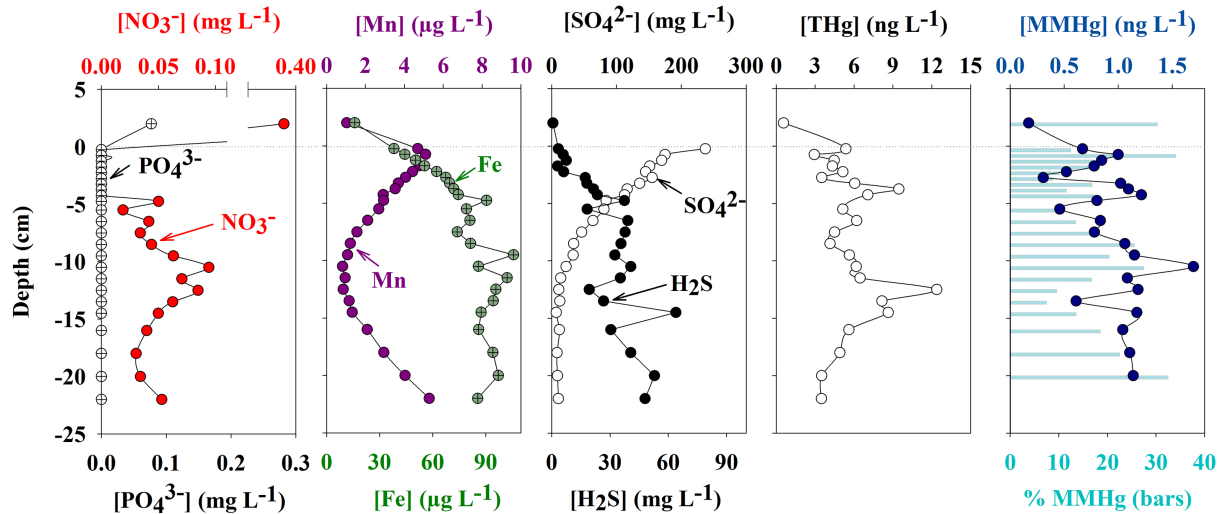 [NO₃⁻] (mg L⁻¹) [Mn] (µg L⁻¹) [SO₄²⁻] (mg L⁻¹) [THg] (ng L⁻¹) [MMHg] (ng L⁻¹)
0.00 0.05 0.10 0.40 0 2 4 6 8 10 0 100 200 300 0 3 6 9 12 15 0.0 0.5 1.0 1.5
5
0
PO₄³⁻ Fe
-5
SO₄²⁻
NO₃⁻
-10
Mn
H₂S
-15
-20
-25
Depth (cm)
0.0 0.1 0.2 0.3 0 30 60 90 0 30 60 90 0 10 20 30 40
[PO₄³⁻] (mg L⁻¹) [Fe] (µg L⁻¹) [H₂S] (mg L⁻¹) % MMHg (bars)